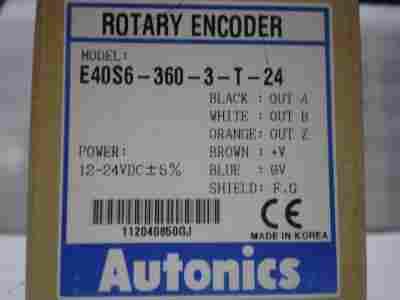 ROTARY ENCODER
MODEL:
E40S6-360-3-T-24
BLACK : OUT A
WHITE : OUT B
ORANGE: OUT Z
POWER: BROWN : +V
12-24VDC ±5% BLUE : 0V
SHIELD: F.G
112040850GJ
CE
MADE IN KOREA
Autonics